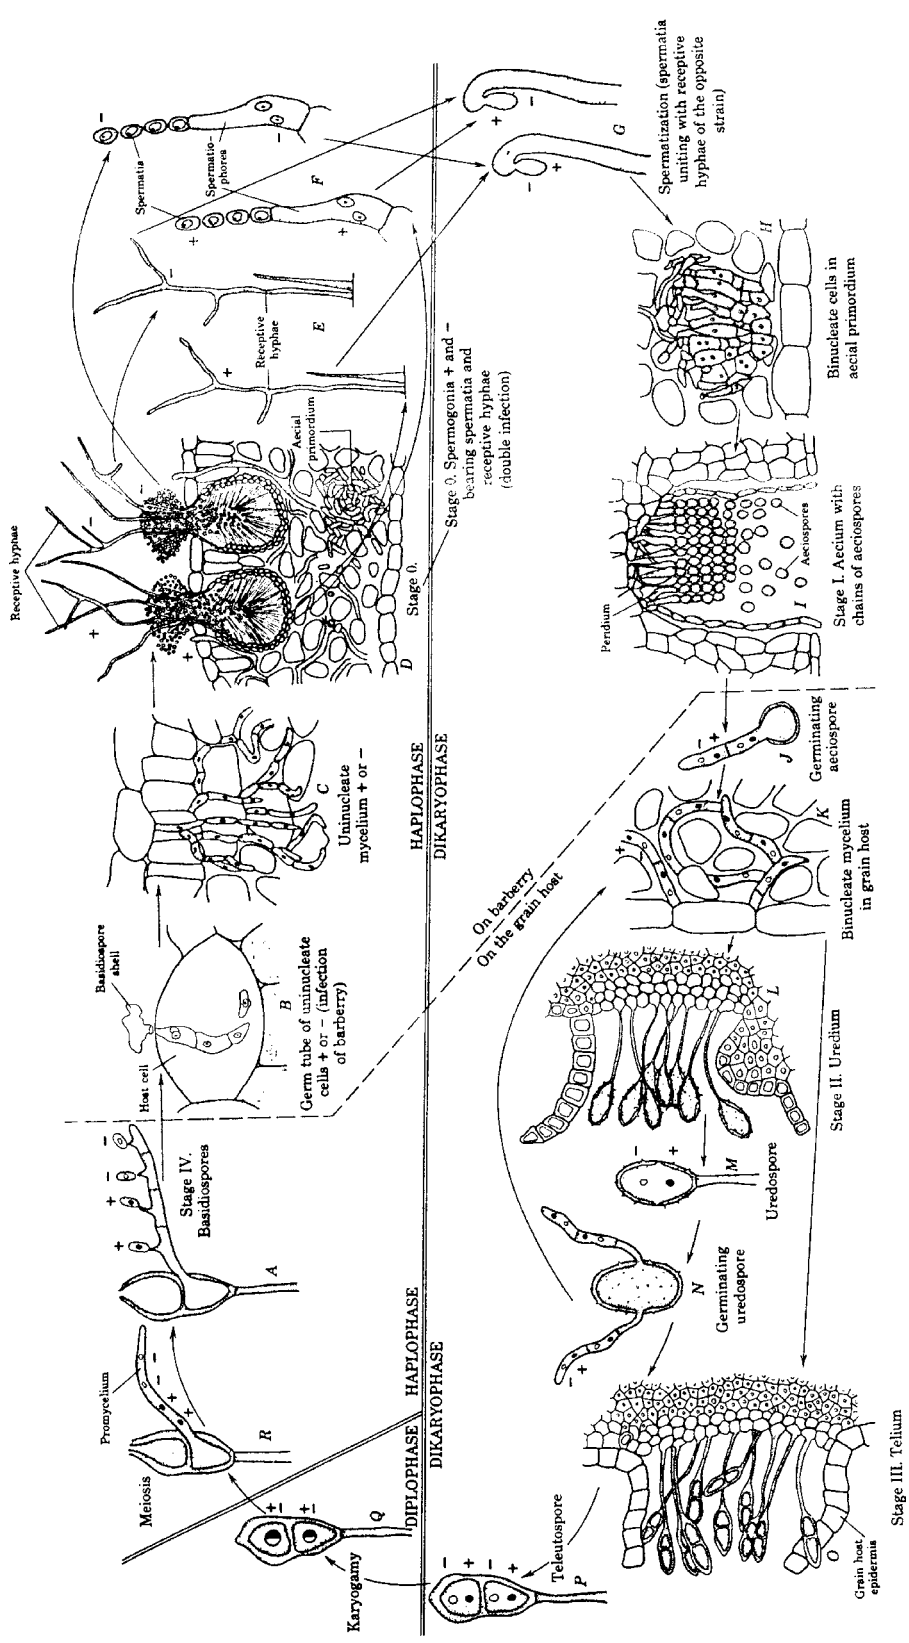 Receptive hyphae
Basidiospore
shell
Host cell
B
Germ tube of uninucleate
cells + or − (infection
of barberry)
C
Uninucleate
mycelium + or −
+
−
+
−
D
Stage 0.
Aecial
primordium
+
−
Receptive
hyphae
E
Spermatia
Spermatio-
phores
+
−
+
−
F
Stage 0. Spermogonia + and −
bearing spermatia and
receptive hyphae
(double infection)
Promycelium
Meiosis
− −
+ +
R
+
+
−
−
A
Stage IV.
Basidiospores
Karyogamy
+−
+−
Q
DIPLOPHASE
HAPLOPHASE
DIKARYOPHASE
HAPLOPHASE
DIKARYOPHASE
On barberry
On the grain host
+
−
−
+
G
Spermatization (spermatia
uniting with receptive
hyphae of the opposite
strain)
H
Binucleate cells in
aecial primordium
Peridium
Aeciospores
I
Stage I. Aecium with
chains of aeciospores
− +
J
Germinating
aeciospore
+
−
K
Binucleate mycelium
in grain host
L
Stage II. Uredium
−
+
M
Uredospore
− +
N
Germinating
uredospore
−
+
−
+
Teleutospore
P
Grain host
epidermis
O
Stage III. Telium